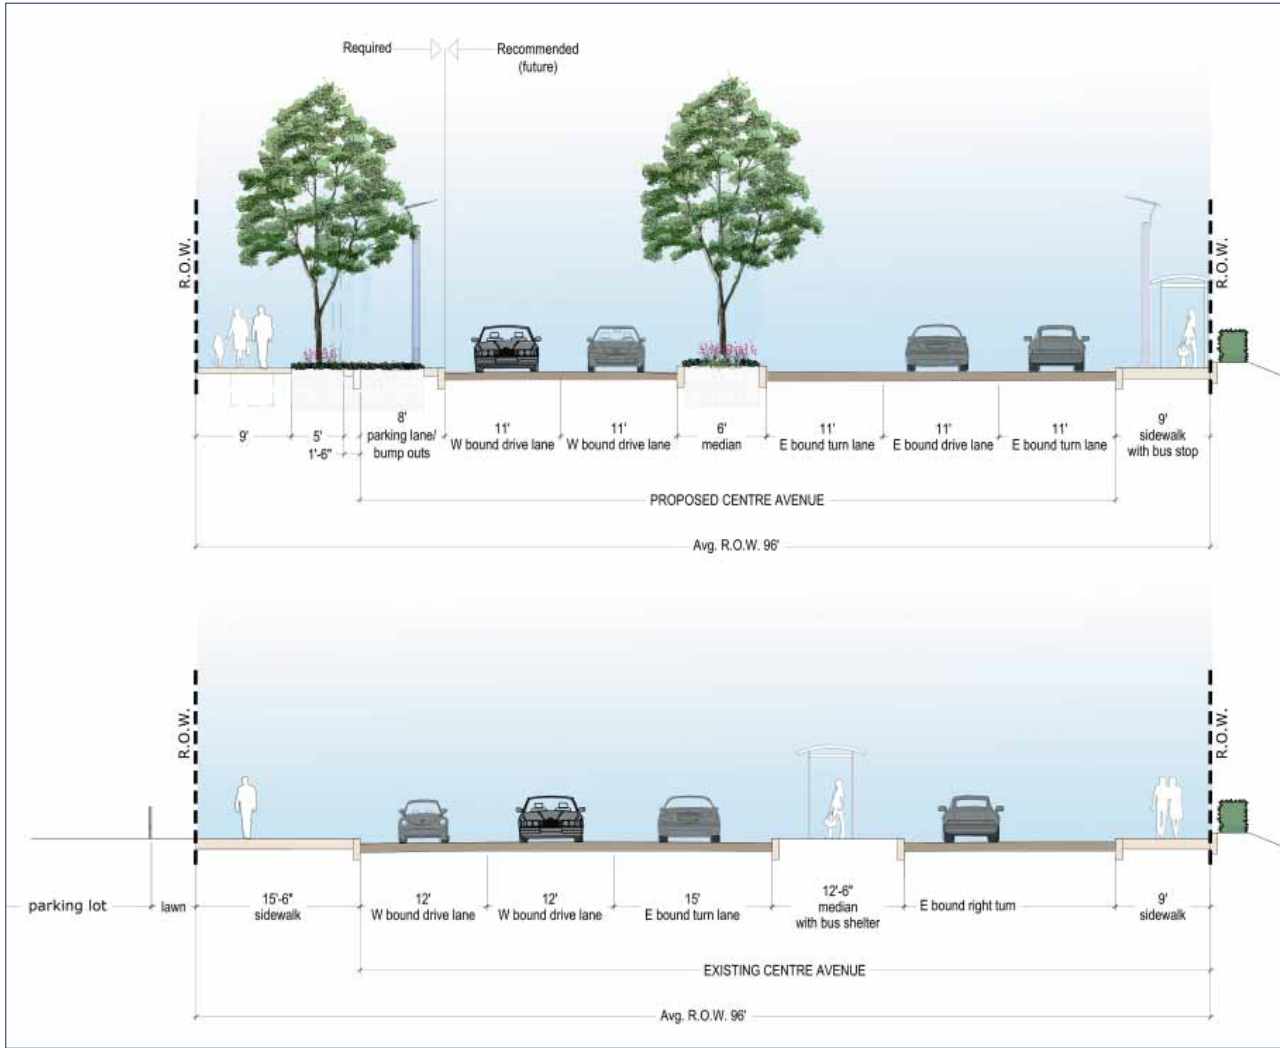 Required
Recommended
(future)
R.O.W.
R.O.W.
9'
5'
1'-6"
8'
parking lane/
bump outs
11'
W bound drive lane
11'
W bound drive lane
6'
median
11'
E bound turn lane
11'
E bound drive lane
11'
E bound turn lane
9'
sidewalk
with bus stop
PROPOSED CENTRE AVENUE
Avg. R.O.W. 96'
R.O.W.
R.O.W.
parking lot
lawn
15'-6"
sidewalk
12'
W bound drive lane
12'
W bound drive lane
15'
E bound turn lane
12'-6"
median
with bus shelter
E bound right turn
9'
sidewalk
EXISTING CENTRE AVENUE
Avg. R.O.W. 96'